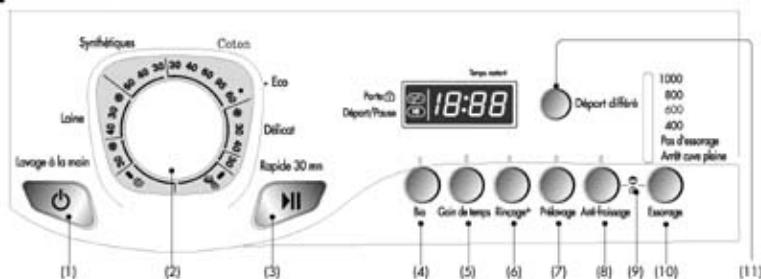 Synthétiques
Coton
Eco
Laine
Délicat
Lavage à la main
Rapide 30 mn
Temps restant
Porte
Départ/Pause
18:88
Départ différé
1000
800
600
400
Pas d'essorage
Arrêt cuve pleine
Bio
Gain de temps
Rinçage+
Prélavage
Anti-froissage
Essorage
(1)
(2)
(3)
(4)
(5)
(6)
(7)
(8)
(9)
(10)
(11)